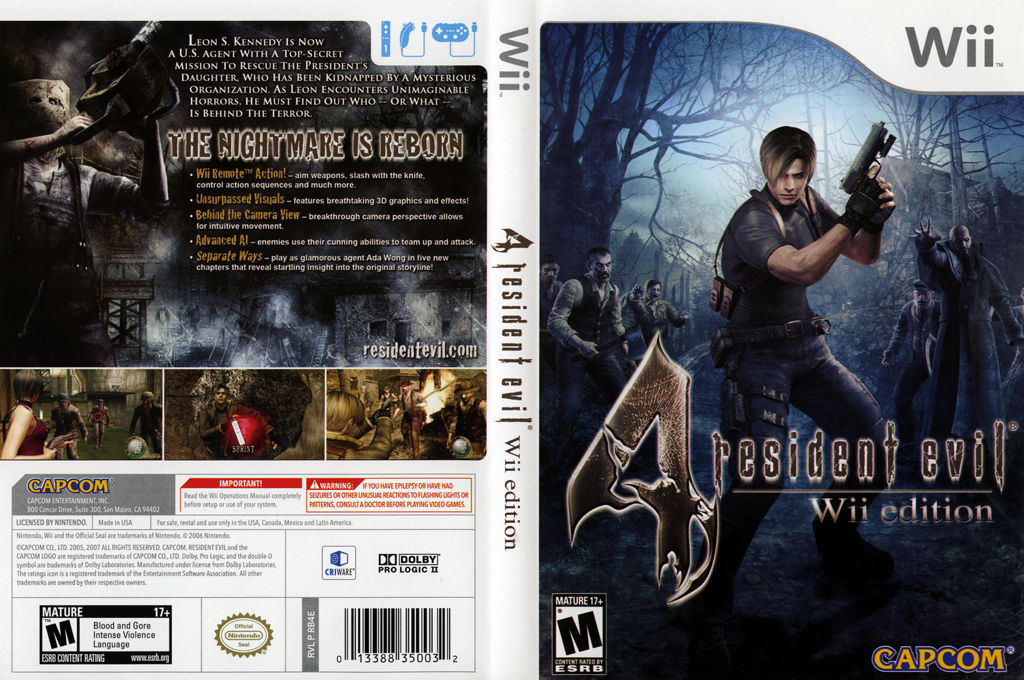 Leon S. Kennedy Is Now
a U.S. Agent With a Top-Secret
Mission To Rescue The President's
Daughter, Who Has Been Kidnapped By a Mysterious
Organization. As Leon Encounters Unimaginable
Horrors, He Must Find Out Who -- Or What --
Is Behind The Terror.
THE NIGHTMARE IS REBORN
• Wii Remote™ Action! – aim weapons, slash with the knife,
control action sequences and much more.
• Unsurpassed Visuals – features breathtaking 3D graphics and effects!
• Behind the Camera View – breakthrough camera perspective allows
for intuitive movement.
• Advanced AI – enemies use their cunning abilities to team up and attack.
• Separate Ways – play as glamorous agent Ada Wong in five new
chapters that reveal startling insight into the original storyline!
residentevil.com
SPRINT
CAPCOM®
CAPCOM ENTERTAINMENT, INC.
800 Concar Drive, Suite 300, San Mateo, CA 94402
IMPORTANT!
Read the Wii Operations Manual completely
before setup or use of your system.
WARNING: IF YOU HAVE EPILEPSY OR HAVE HAD
SEIZURES OR OTHER UNUSUAL REACTIONS TO FLASHING LIGHTS OR
PATTERNS, CONSULT A DOCTOR BEFORE PLAYING VIDEO GAMES.
LICENSED BY NINTENDO.
Made in USA
For sale, rental and use only in the USA, Canada, Mexico and Latin America.
Nintendo, Wii and the Official Seal are trademarks of Nintendo. © 2006 Nintendo.
©CAPCOM CO., LTD. 2005, 2007 ALL RIGHTS RESERVED. CAPCOM, RESIDENT EVIL and the
CAPCOM LOGO are registered trademarks of CAPCOM CO., LTD. Dolby, Pro Logic, and the double-D
symbol are trademarks of Dolby Laboratories. Manufactured under license from Dolby Laboratories.
The ratings icon is a registered trademark of the Entertainment Software Association. All other
trademarks are owned by their respective owners.
CRIWARE™
DOLBY
PRO LOGIC II
MATURE 17+
M
Blood and Gore
Intense Violence
Language
ESRB CONTENT RATING www.esrb.org
Official
Nintendo
Seal
RVL P RB4E
0 13388 35003 2
Wii™
4 resident evil®
Wii edition
Wii™
1
4 resident evil®
Wii edition
MATURE 17+
M
CONTENT RATED BY
ESRB
CAPCOM®